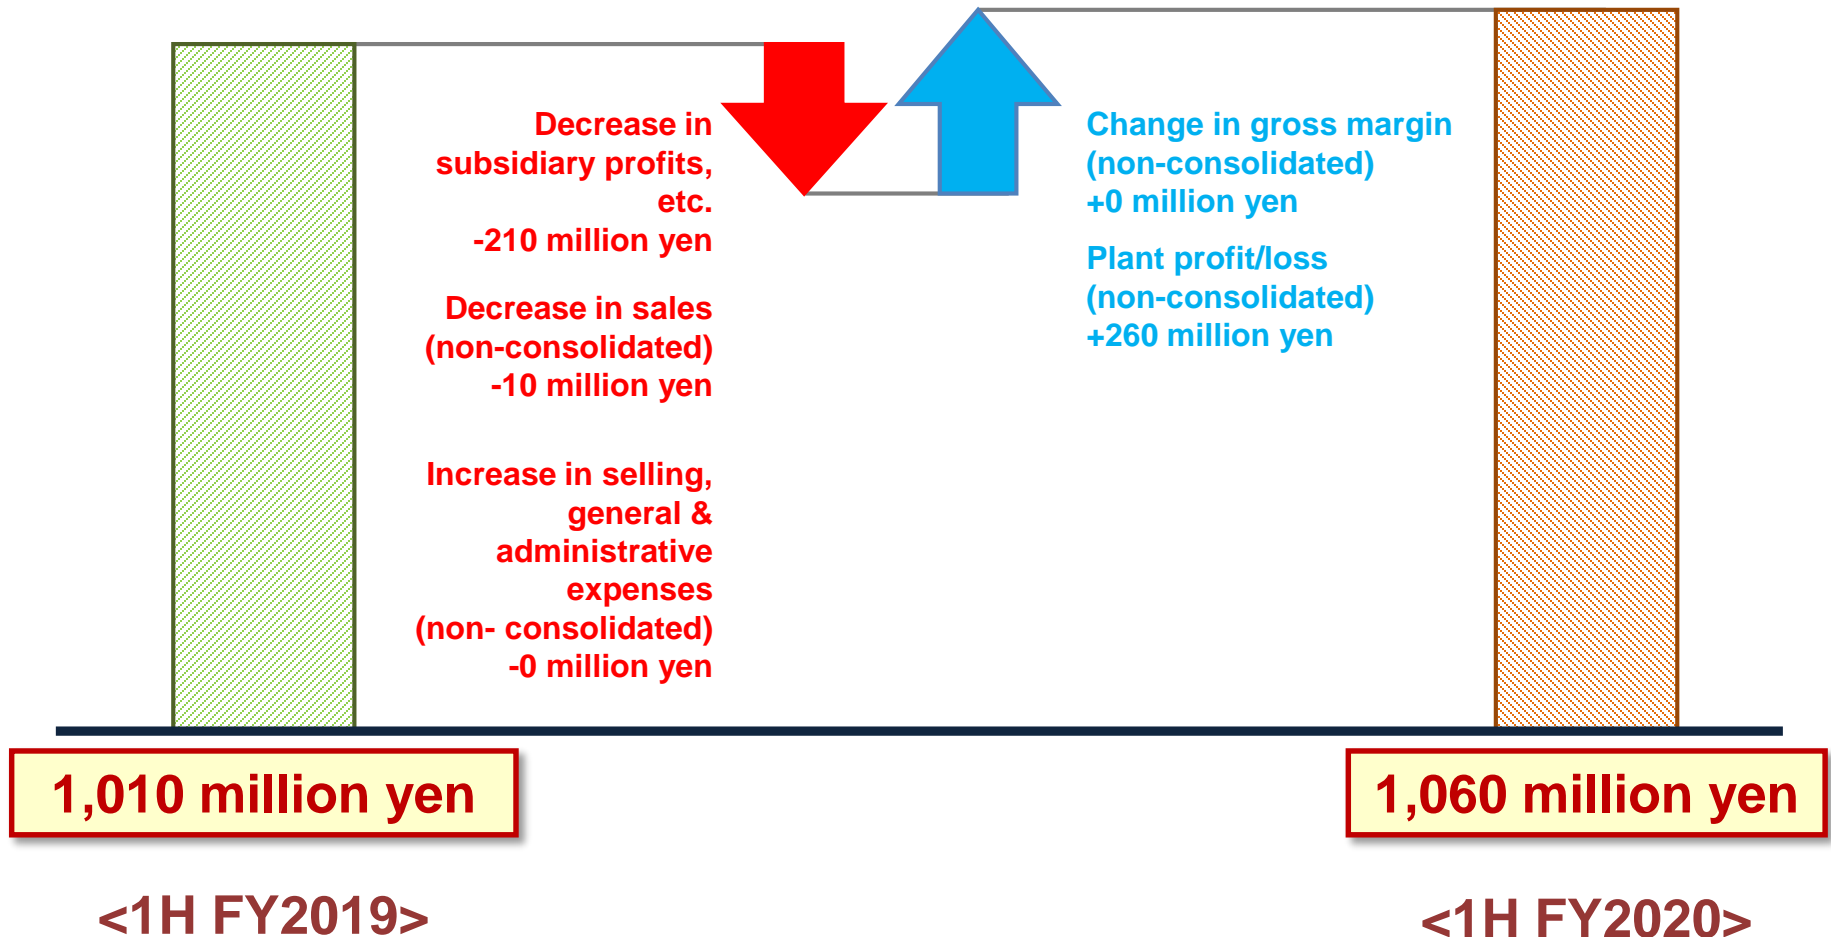 Decrease in
subsidiary profits,
etc.
-210 million yen
Decrease in sales
(non-consolidated)
-10 million yen
Increase in selling,
general &
administrative
expenses
(non- consolidated)
-0 million yen
Change in gross margin
(non-consolidated)
+0 million yen
Plant profit/loss
(non-consolidated)
+260 million yen
1,010 million yen
1,060 million yen
<1H FY2019>
<1H FY2020>